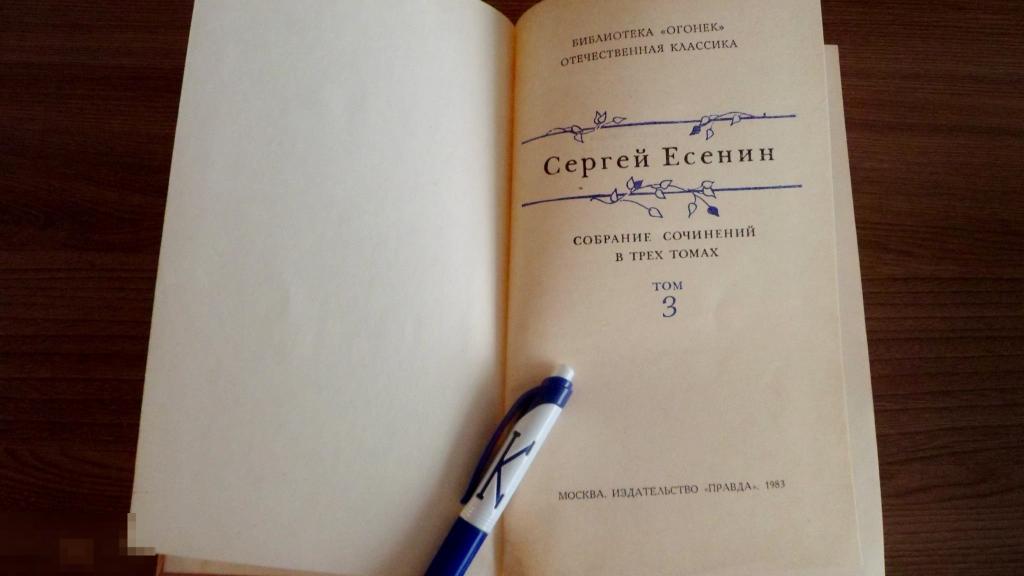 БИБЛИОТЕКА «ОГОНЕК»
ОТЕЧЕСТВЕННАЯ КЛАССИКА
Сергей Есенин
СОБРАНИЕ СОЧИНЕНИЙ
В ТРЕХ ТОМАХ
ТОМ
3
К
МОСКВА. ИЗДАТЕЛЬСТВО «ПРАВДА». 1983